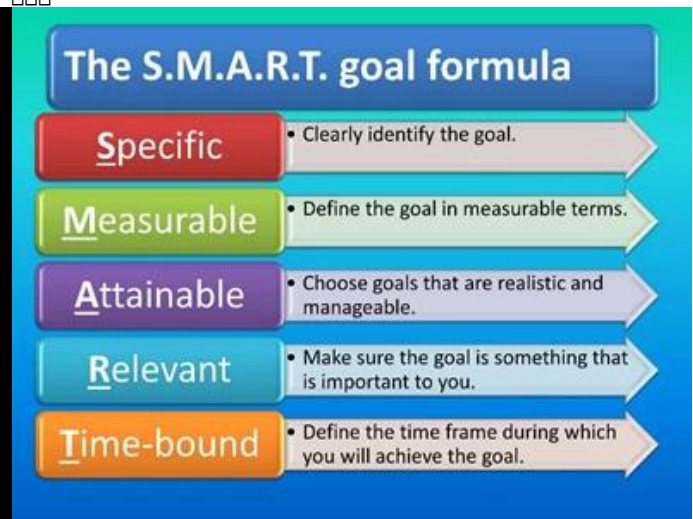 The S.M.A.R.T. goal formula
Specific
• Clearly identify the goal.
Measurable
• Define the goal in measurable terms.
Attainable
• Choose goals that are realistic and
manageable.
Relevant
• Make sure the goal is something that
is important to you.
Time-bound
• Define the time frame during which
you will achieve the goal.